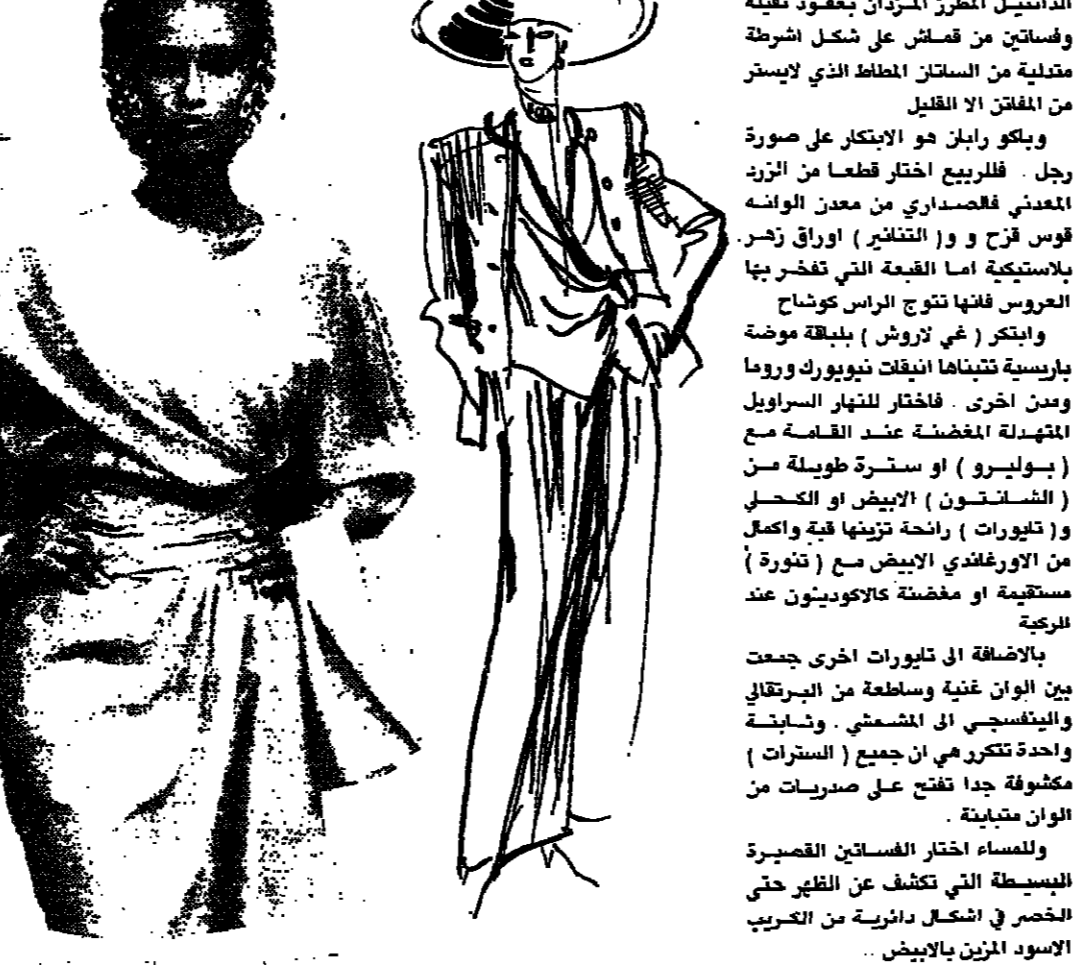 الدانتيل المطرز المزدان بعقود ثقيلة
وفساتين من قماش على شكل اشرطة
متدلية من الساتان المطاط الذي لايستر
من المفاتن الا القليل
وباكو رابان هو الابتكار على صورة
رجل . فللربيع اختار قطعا من الزرد
المعدني فالصداري من معدن الوانه
قوس قزح و و( التنانير ) اوراق زهر.
بلاستيكية اما القبعة التي تفخر بها
العروس فانها تتوج الراس كوشاح
وابتكر ( غي لاروش ) بلباقة موضة
باريسية تتبناها انيقات نيويورك وروما
ومدن اخرى . فاختار للنهار السراويل
المتهدلة المغضنة عند القامة مع
( بوليرو ) او سترة طويلة من
( الشانتون ) الابيض او الكحلي
و( تايورات ) رائحة تزينها قبة واكمال
من الاورغاندي الابيض مع ( تنورة )
مستقيمة او مغضنة كالاكوديون عند
الركبة
بالاضافة الى تايورات اخرى جمعت
بين الوان غنية وساطعة من البرتقالي
والبنفسجي الى المشمشي . وثابتة
واحدة تتكرر هي ان جميع ( السترات )
مكشوفة جدا تفتح على صدريات من
الوان متباينة .
وللمساء اختار الفساتين القصيرة
البسيطة التي تكشف عن الظهر حتى
الخصر في اشكال دائرية من الكريب
الاسود المزين بالابيض ..